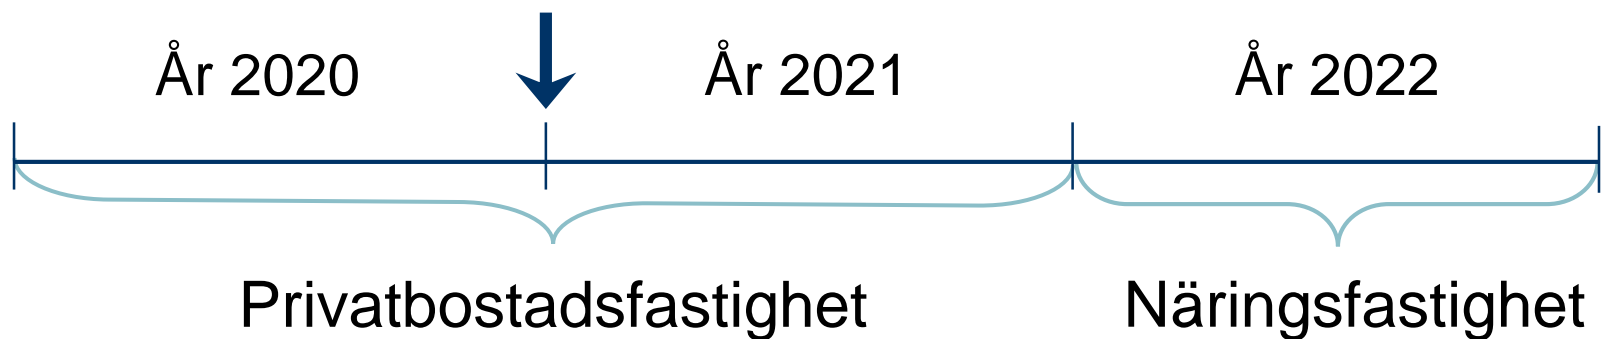 År 2020
År 2021
År 2022
Privatbostadsfastighet
Näringsfastighet